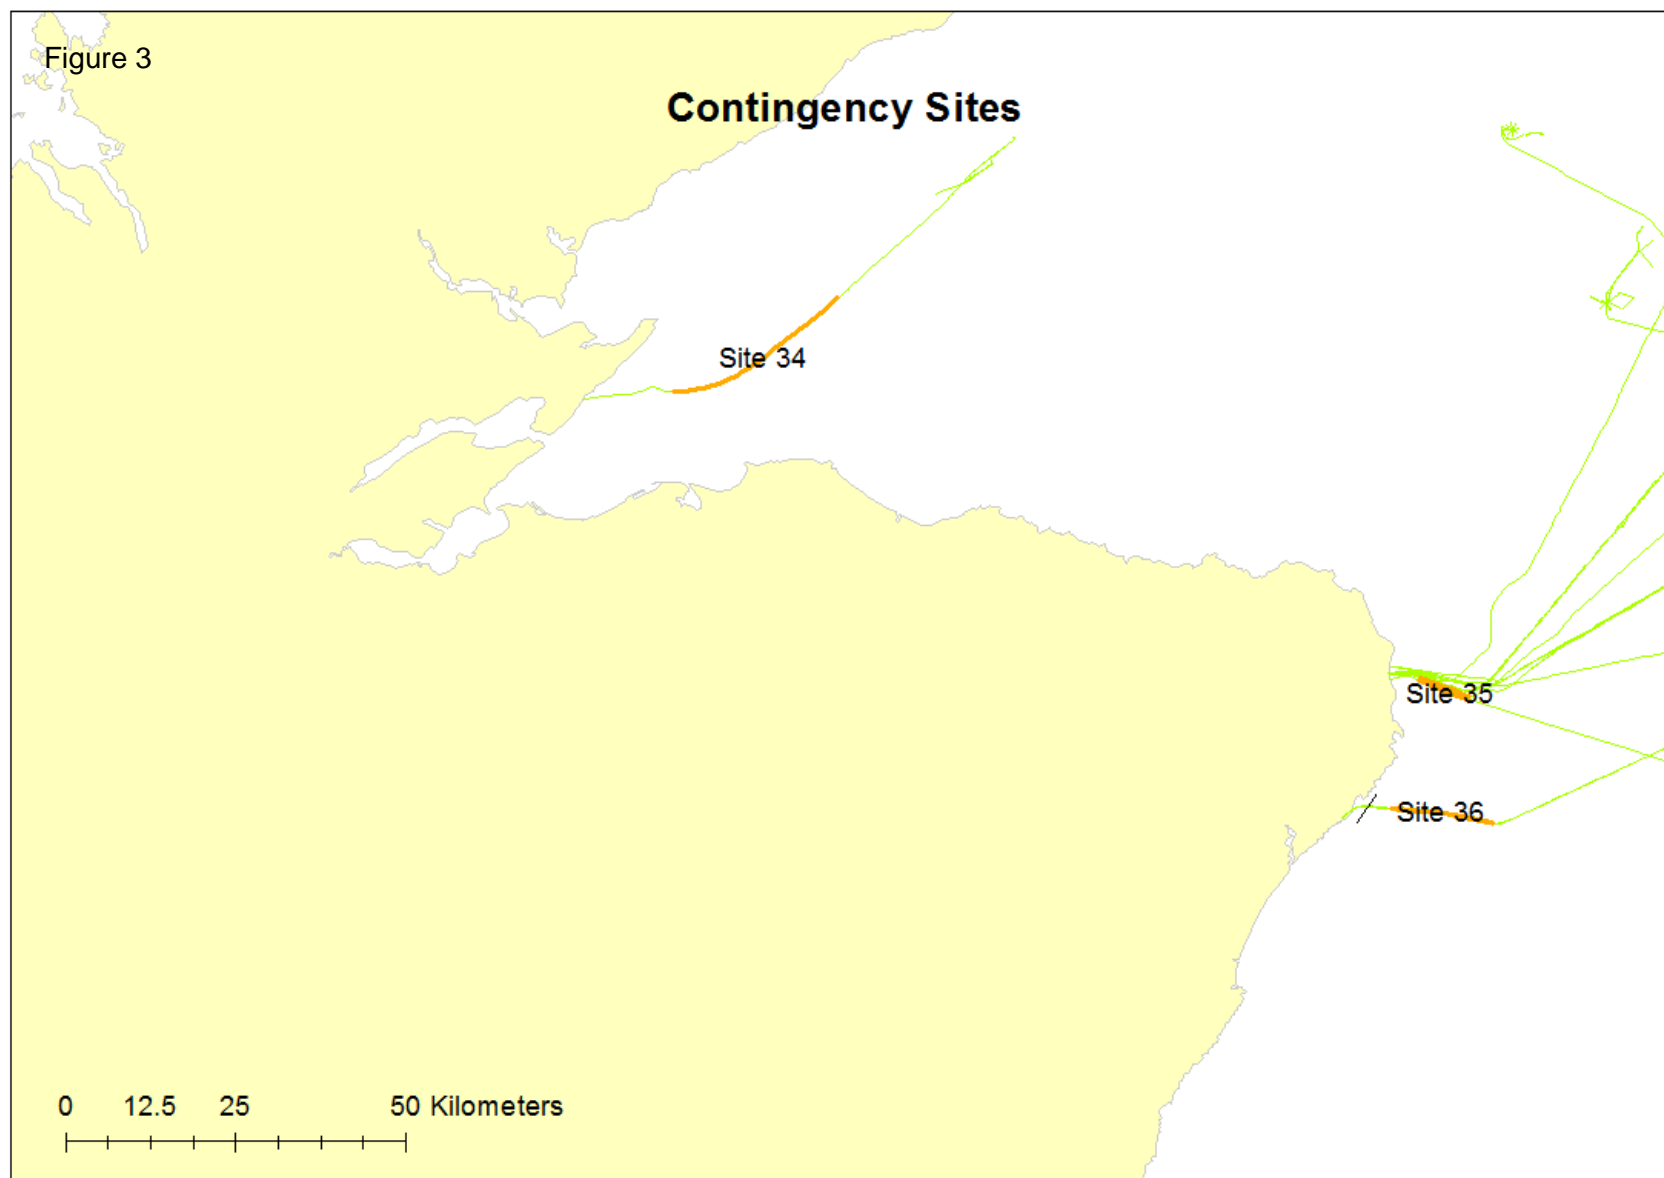 Figure 3
Contingency Sites
Site 34
Site 35
Site 36
0 12.5 25 50 Kilometers